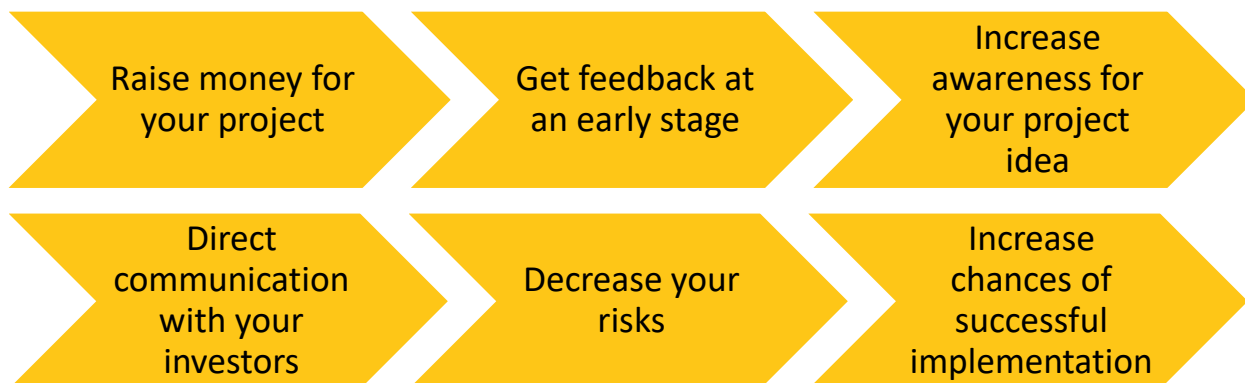 Raise money for
your project
Get feedback at
an early stage
Increase
awareness for
your project
idea
Direct
communication
with your
investors
Decrease your
risks
Increase
chances of
successful
implementation